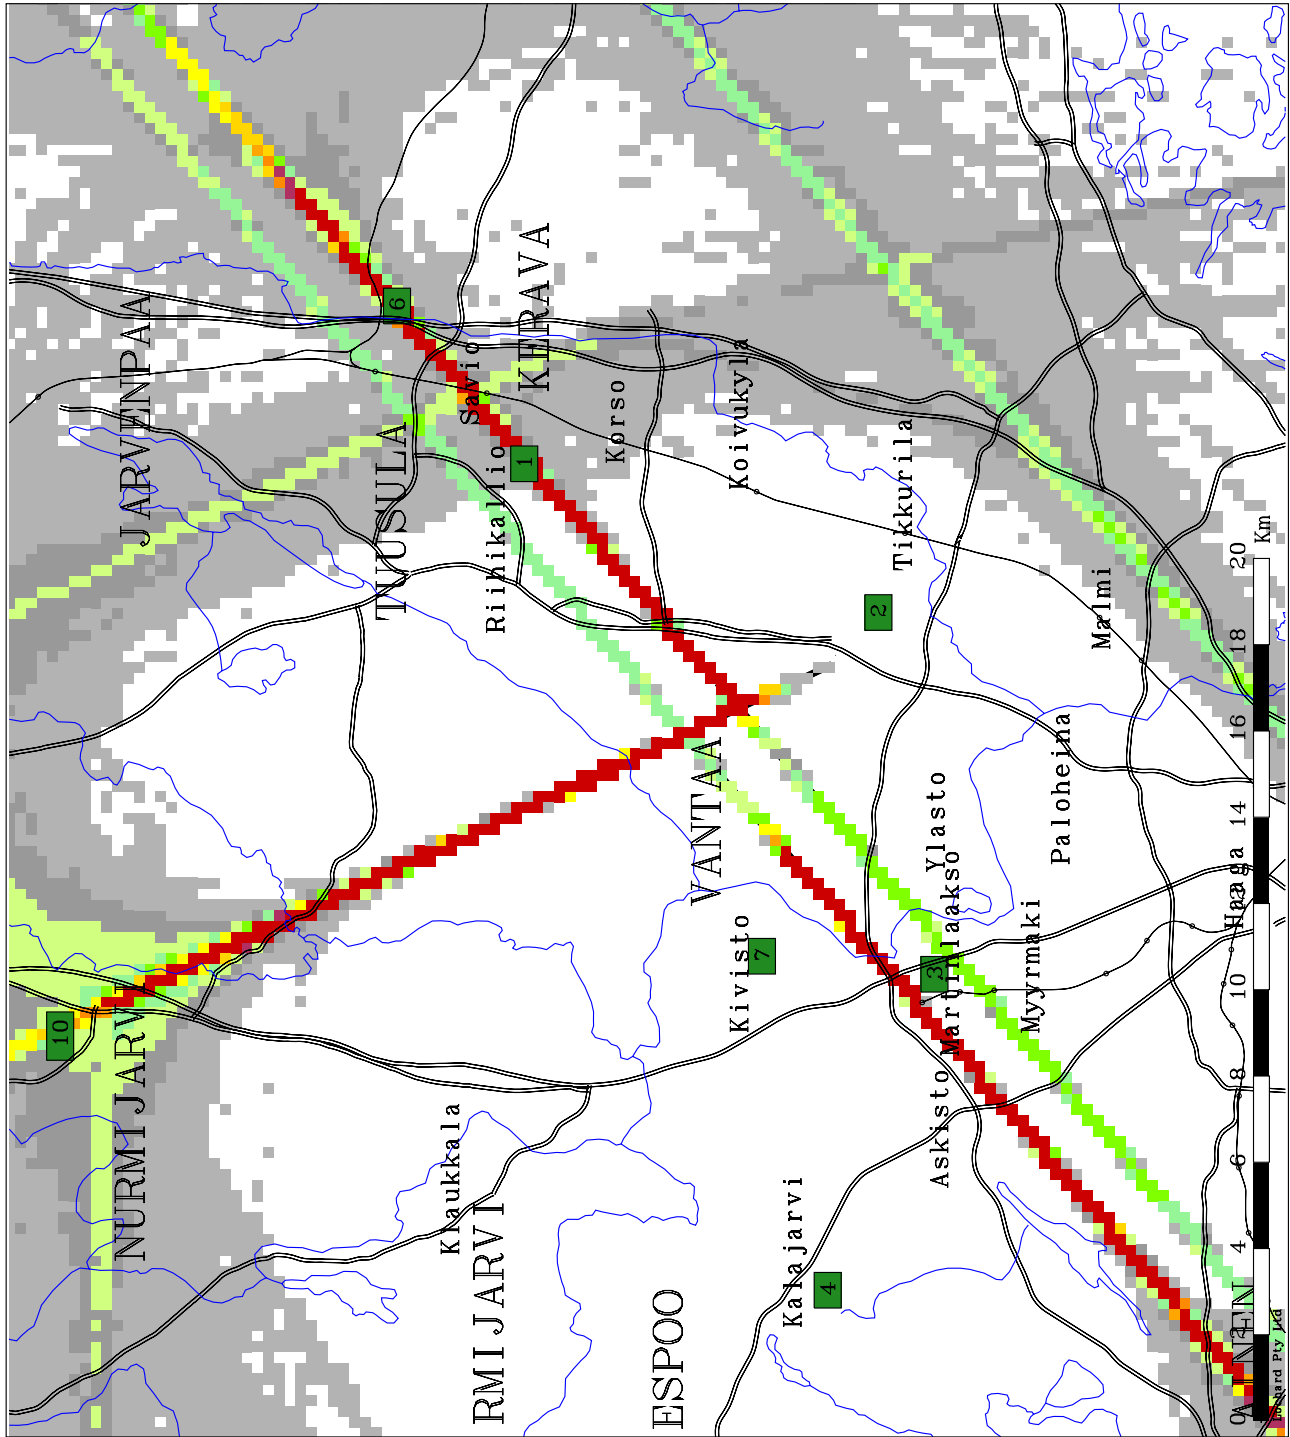 JARVENPAA
NURMIJARVI
TUUSULA
6
KERAVA
Savio
Riihikallio
1
Korso
Koivukyla
Tikkurila
2
Malmi
10
Klaukkala
RMIJARVI
ESPOO
VANTAA
Kivisto
7
Kalajarvi
4
Ylasto
Martinlaakso
3
Askisto
Myyrmaki
Paloheina
Haaga
0 2 4 6 8 10 12 14 16 18 20
Km
Pty Ltd